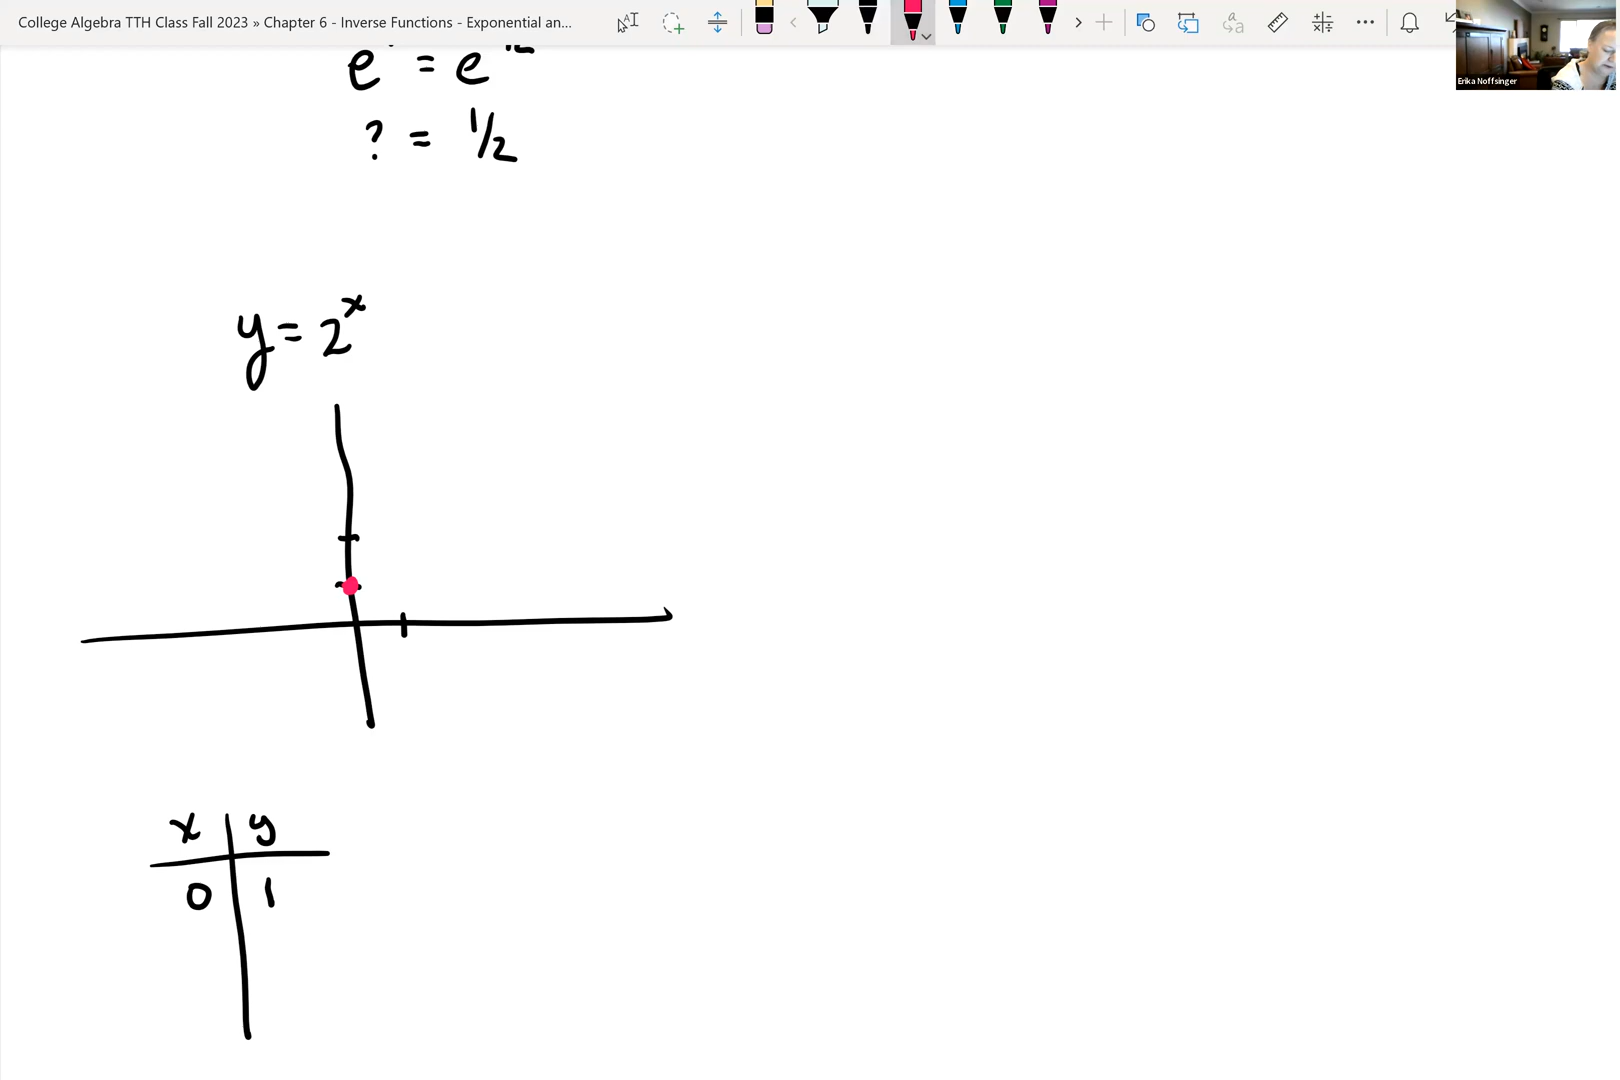 College Algebra TTH Class Fall 2023 » Chapter 6 - Inverse Functions - Exponential an...
Erika Noffsinger
e = e
? = 1/2
y = 2^x
x | y
0 | 1